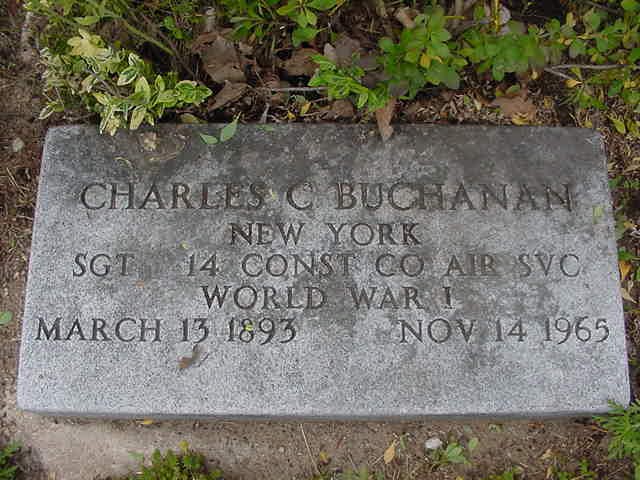 CHARLES C BUCHANAN
NEW YORK
SGT 14 CONST CO AIR SVC
WORLD WAR I
MARCH 13 1893 NOV 14 1965